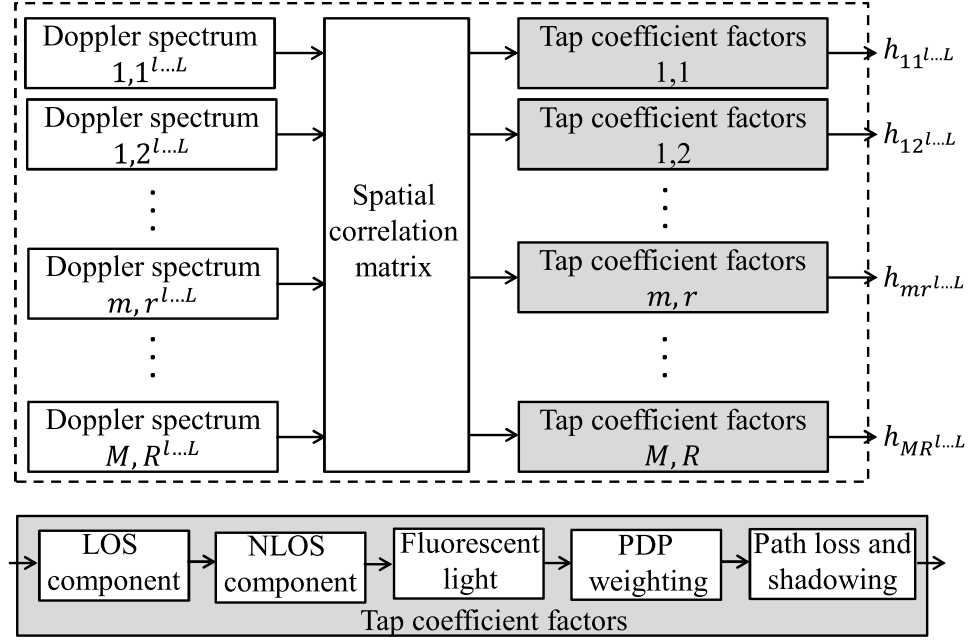 Doppler spectrum
1,1^{l…L}
Tap coefficient factors
1,1
h_{11^{l…L}}
Doppler spectrum
1,2^{l…L}
Tap coefficient factors
1,2
h_{12^{l…L}}
Spatial
correlation
matrix
Doppler spectrum
m, r^{l…L}
Tap coefficient factors
m, r
h_{mr^{l…L}}
Doppler spectrum
M, R^{l…L}
Tap coefficient factors
M, R
h_{MR^{l…L}}
LOS
component
NLOS
component
Fluorescent
light
PDP
weighting
Path loss and
shadowing
Tap coefficient factors